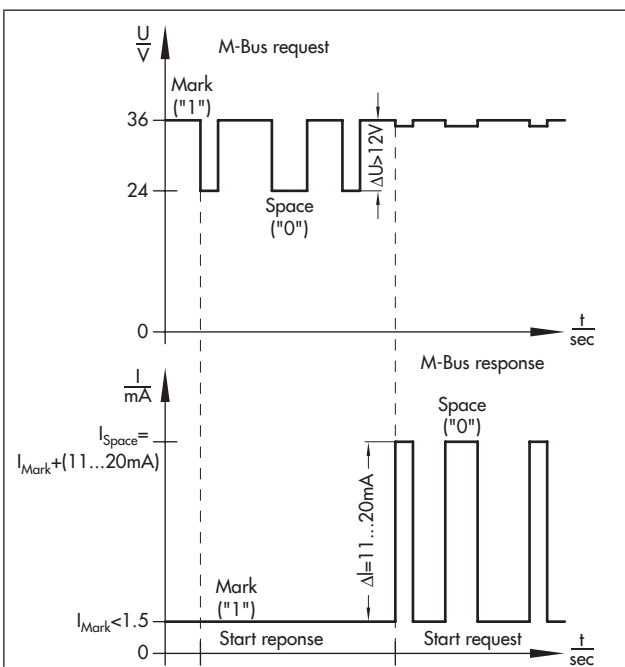 U
V
M-Bus request
Mark
("1")
36
ΔU>12V
24
Space
("0")
0
t
sec
M-Bus response
I
mA
Space
("0")
ISpace=
IMark+(11...20mA)
ΔI=11...20mA
Mark
("1")
IMark<1.5
Start reponse
Start request
0
t
sec